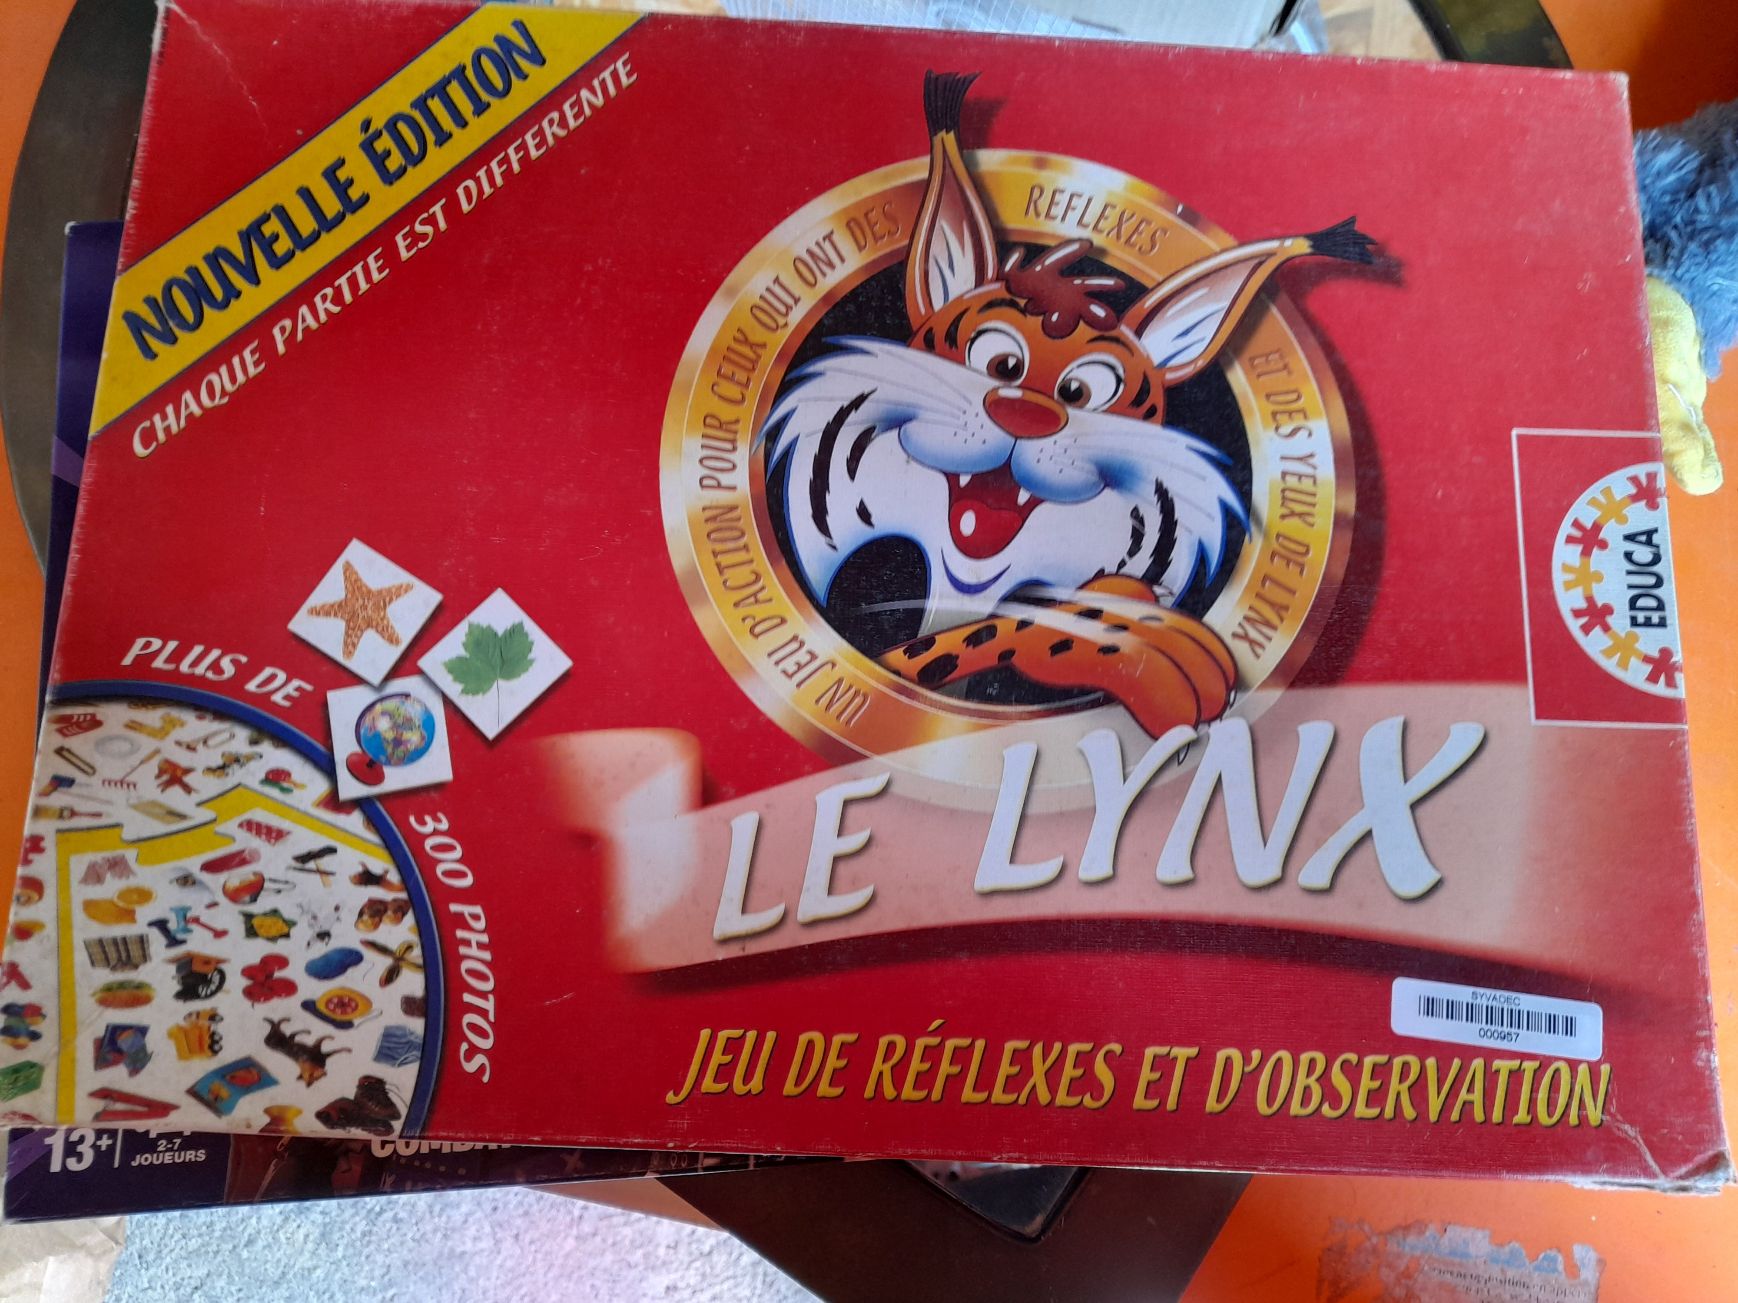 NOUVELLE ÉDITION
CHAQUE PARTIE EST DIFFERENTE
UN JEU D'ACTION POUR CEUX QUI ONT DES REFLEXES ET DES YEUX DE LYNX
EDUCA
PLUS DE 300 PHOTOS
LE LYNX
SYVADEC
000957
JEU DE RÉFLEXES ET D'OBSERVATION
13+
2-7
JOUEURS